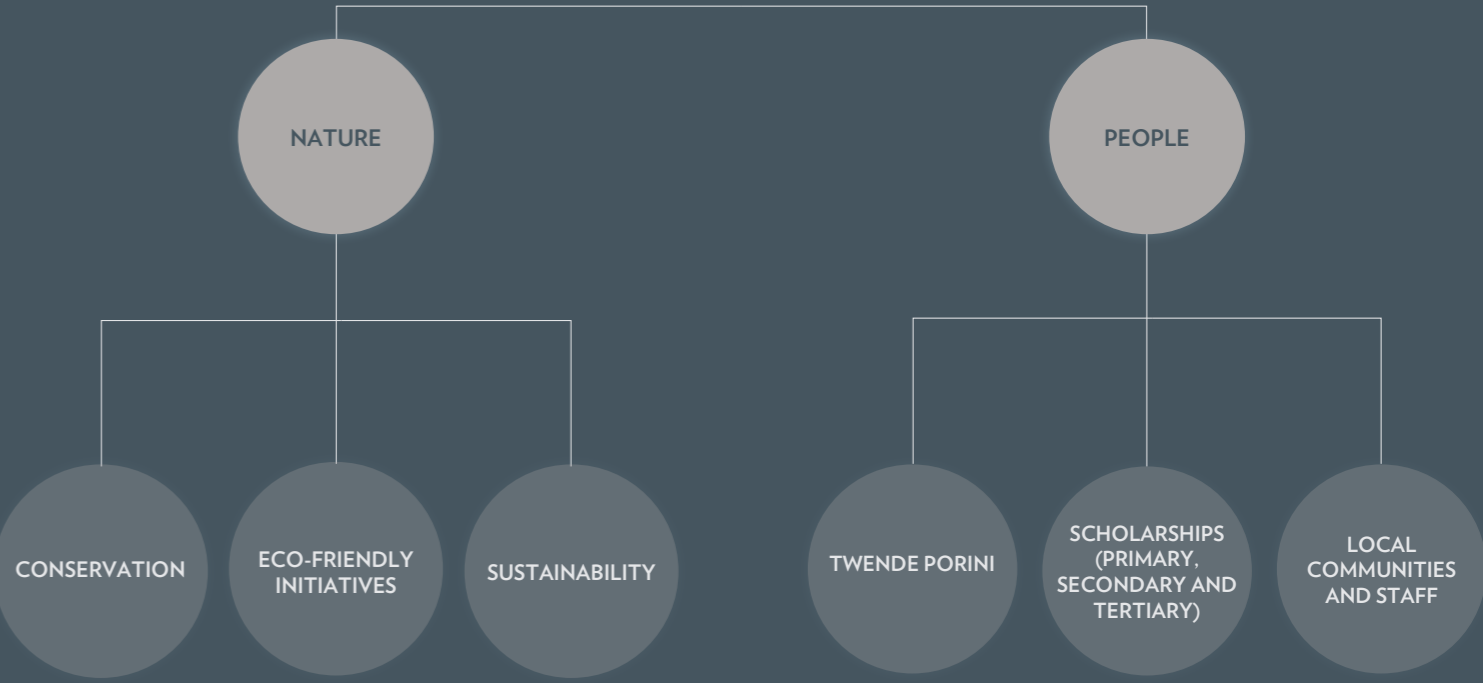 NATURE
PEOPLE
CONSERVATION
ECO-FRIENDLY
INITIATIVES
SUSTAINABILITY
TWENDE PORINI
SCHOLARSHIPS
(PRIMARY,
SECONDARY AND
TERTIARY)
LOCAL
COMMUNITIES
AND STAFF